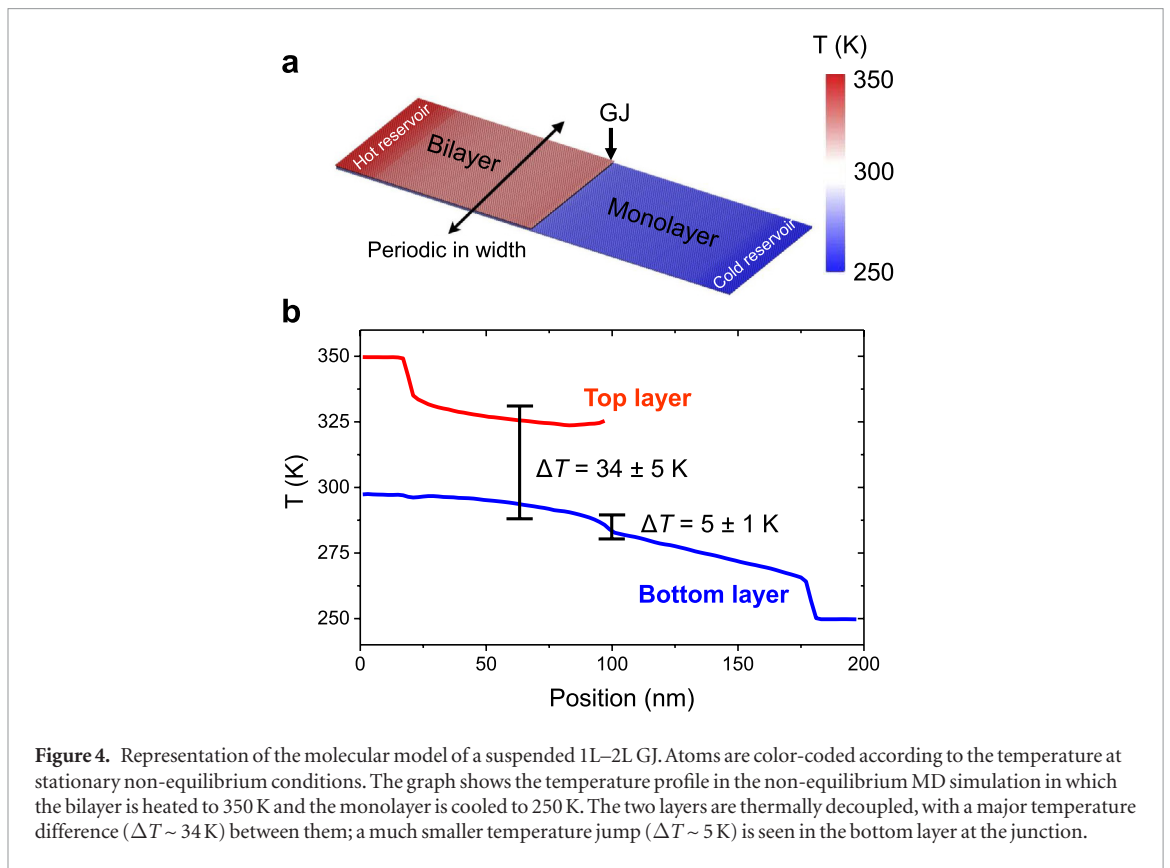 a
T (K)
350
300
250
GJ
Hot reservoir
Bilayer
Monolayer
Cold reservoir
Periodic in width
b
350
325
300
275
250
T (K)
Top layer
ΔT = 34 ± 5 K
ΔT = 5 ± 1 K
Bottom layer
0
50
100
150
200
Position (nm)
Figure 4. Representation of the molecular model of a suspended 1L–2L GJ. Atoms are color-coded according to the temperature at
stationary non-equilibrium conditions. The graph shows the temperature profile in the non-equilibrium MD simulation in which
the bilayer is heated to 350 K and the monolayer is cooled to 250 K. The two layers are thermally decoupled, with a major temperature
difference (ΔT ~ 34 K) between them; a much smaller temperature jump (ΔT ~ 5 K) is seen in the bottom layer at the junction.